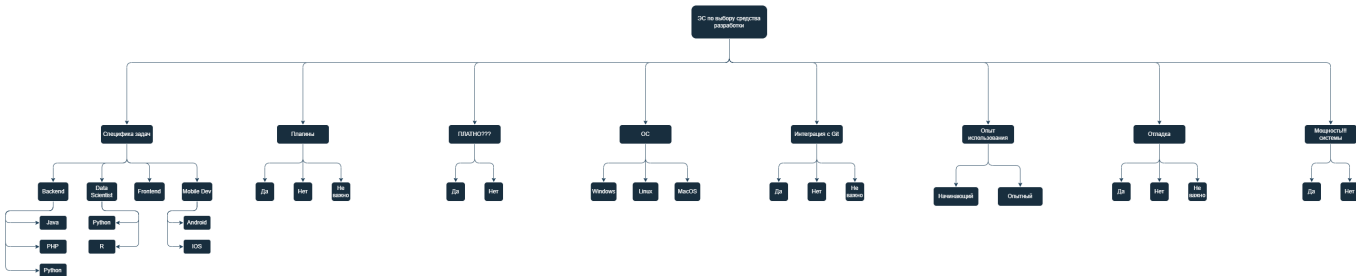 ЭС по выбору средства
разработки
Специфика задач
Плагины
ПЛАТНО???
ОС
Интеграция с Git
Опыт
использования
Отладка
Мощность!!!
системы
Backend
Data
Scientist
Frontend
Mobile Dev
Да
Нет
Не
важно
Да
Нет
Windows
Linux
MacOS
Да
Нет
Не
важно
Начинающий
Опытный
Да
Нет
Не
важно
Да
Нет
Java
PHP
Python
Python
R
Android
IOS